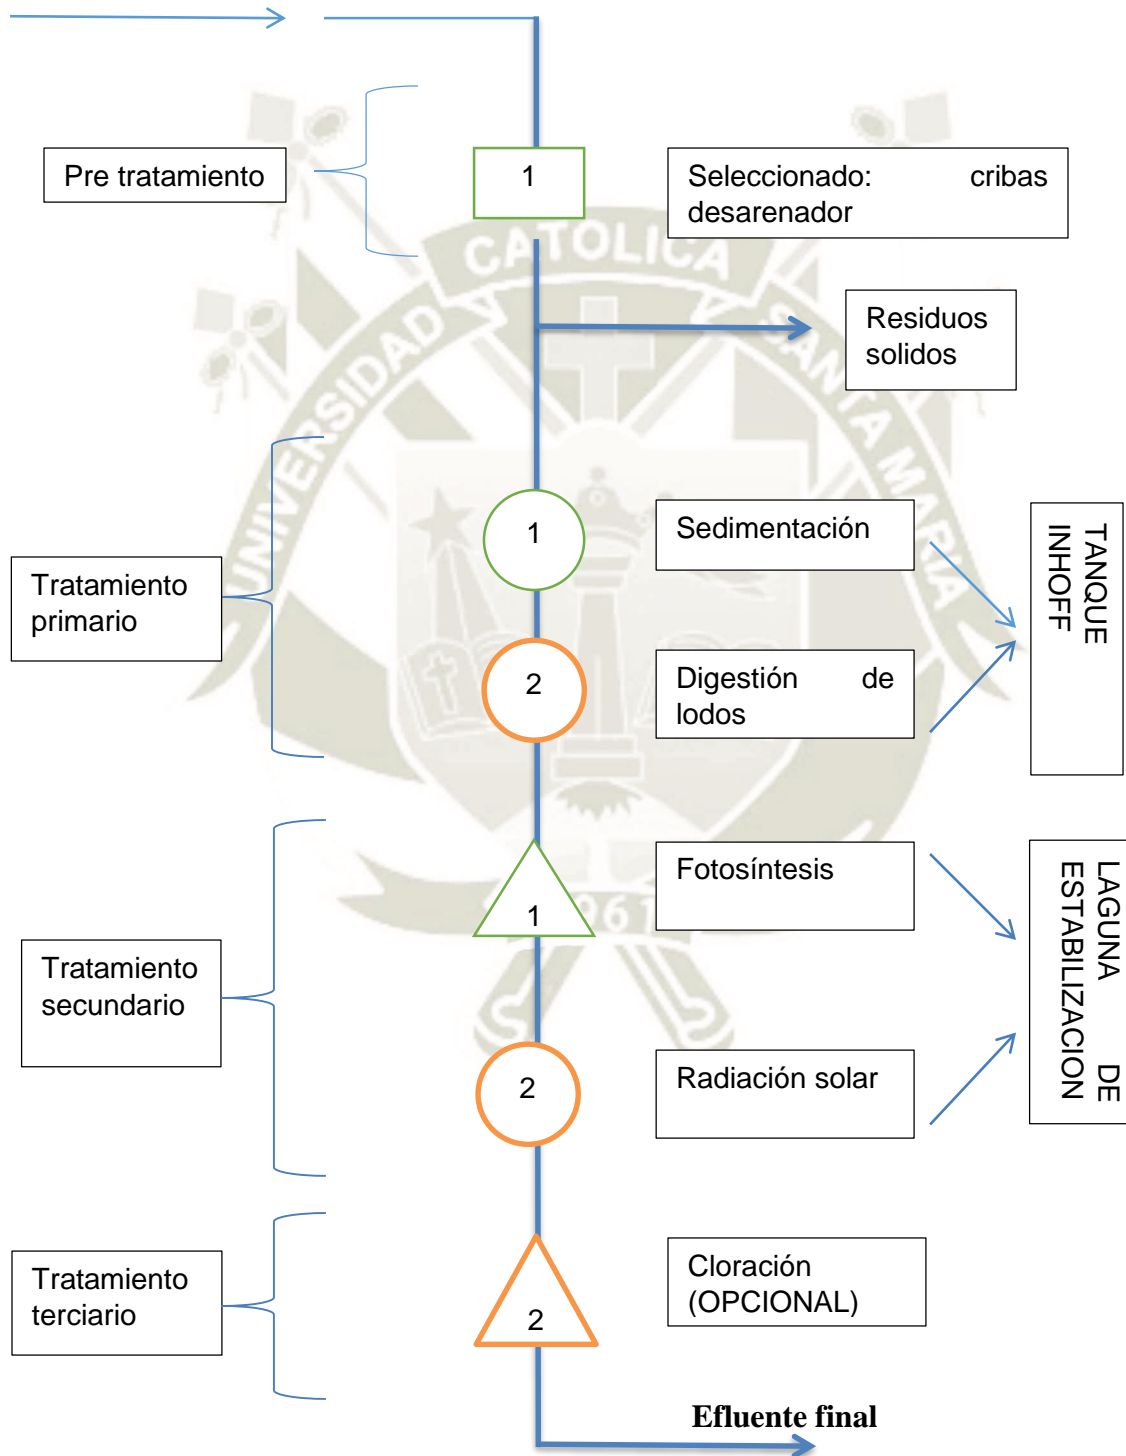 Pre tratamiento
1
Seleccionado: cribas
desarenador
Residuos
solidos
Tratamiento
primario
1
Sedimentación
2
Digestión de
lodos
TANQUE
INHOFF
Tratamiento
secundario
1
Fotosíntesis
2
Radiación solar
LAGUNA DE
ESTABILIZACION
Tratamiento
terciario
2
Cloración
(OPCIONAL)
Efluente final
UNIVERSIDAD
CATOLICA
SANTA MARIA
961